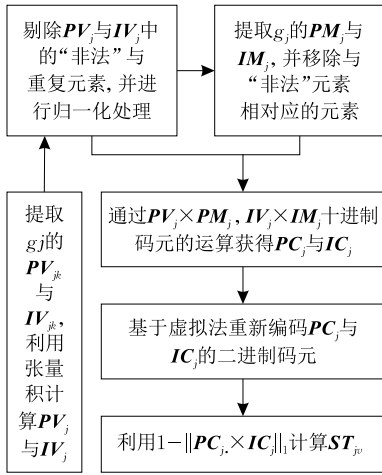 剔除PVj与IVj中
的“非法”与
重复元素,并进
行归一化处理
提取gj的PMj与
IMj,并移除与
“非法”元素
相对应的元素
提取
gj的
PVjk
与
IVjk,
利用
张量
积计
算PVj
与IVj
通过PVj×PMj,IVj×IMj十进制
码元的运算获得PCj与ICj
基于虚拟法重新编码PCj与
ICj的二进制码元
利用1−‖PCj.×ICj‖1计算STjv